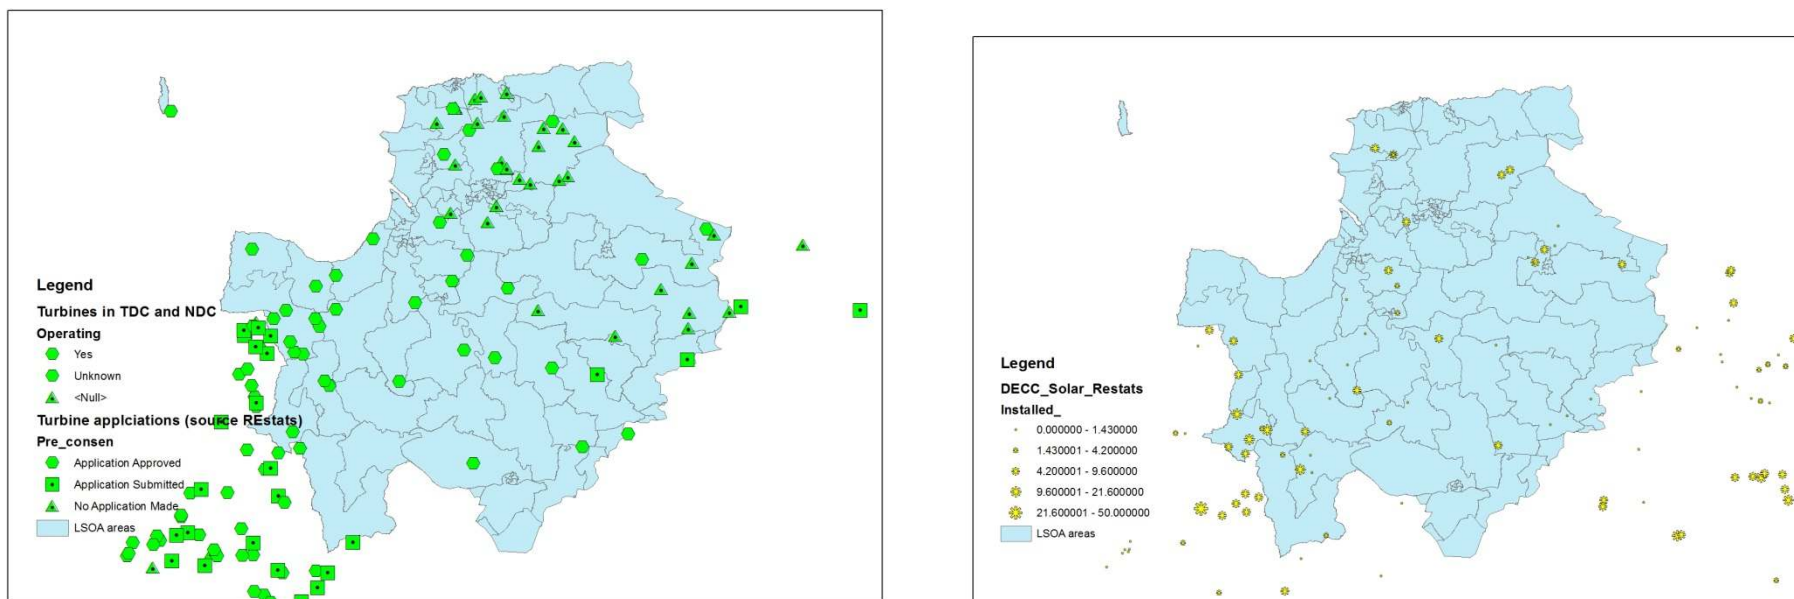 Legend
Turbines in TDC and NDC
Operating
Yes
Unknown
<Null>
Turbine applciations (source REstats)
Pre_consen
Application Approved
Application Submitted
No Application Made
LSOA areas
Legend
DECC_Solar_Restats
Installed_
0.000000 - 1.430000
1.430001 - 4.200000
4.200001 - 9.600000
9.600001 - 21.600000
21.600001 - 50.000000
LSOA areas